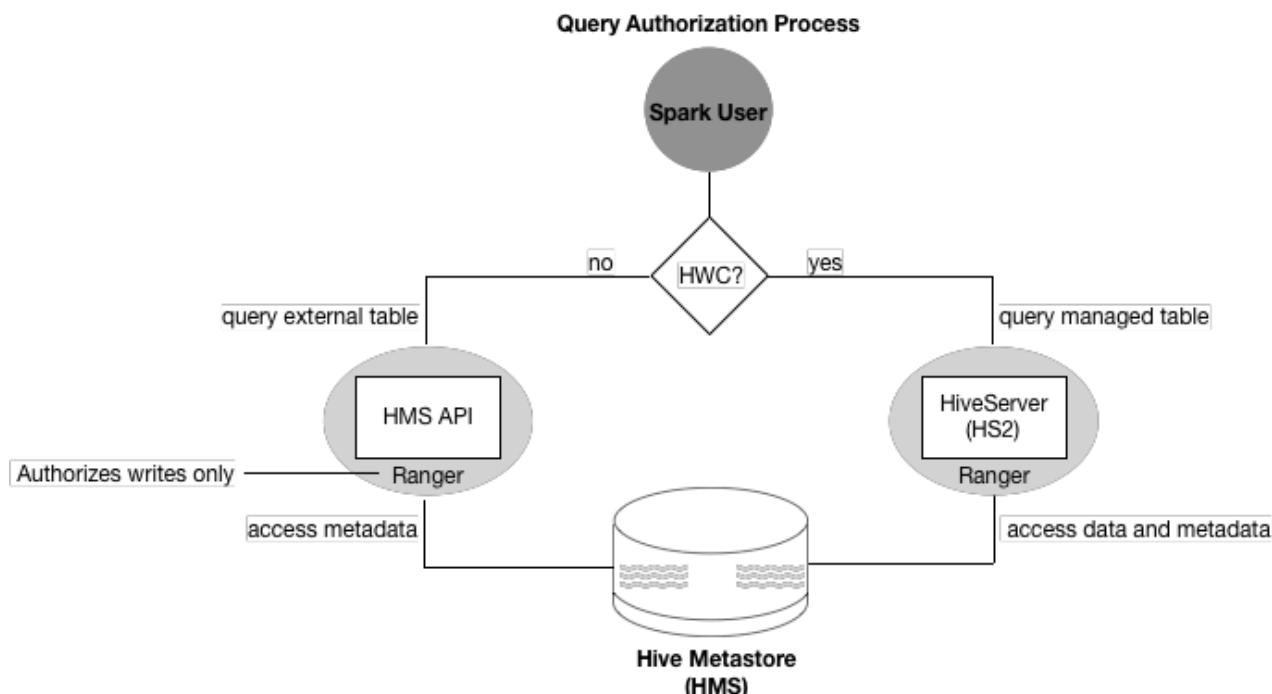 Query Authorization Process
Spark User
no
HWC?
yes
query external table
query managed table
HMS API
HiveServer
(HS2)
Authorizes writes only
Ranger
Ranger
access metadata
access data and metadata
Hive Metastore
(HMS)